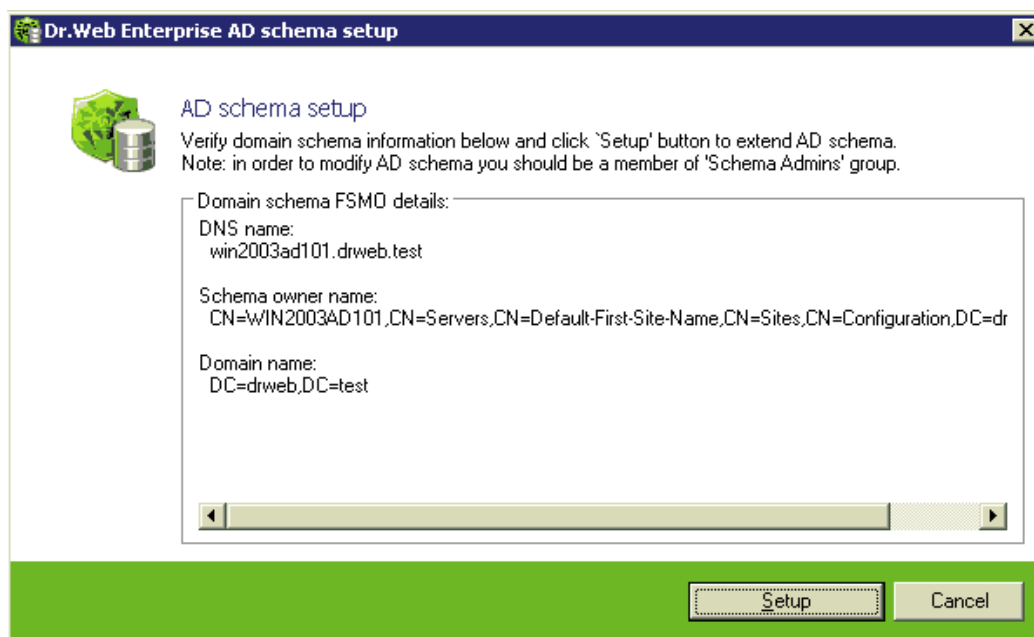 Dr.Web Enterprise AD schema setup
AD schema setup
Verify domain schema information below and click `Setup' button to extend AD schema.
Note: in order to modify AD schema you should be a member of 'Schema Admins' group.
Domain schema FSMO details:
DNS name:
win2003ad101.drweb.test
Schema owner name:
CN=WIN2003AD101,CN=Servers,CN=Default-First-Site-Name,CN=Sites,CN=Configuration,DC=dr
Domain name:
DC=drweb,DC=test
Setup
Cancel